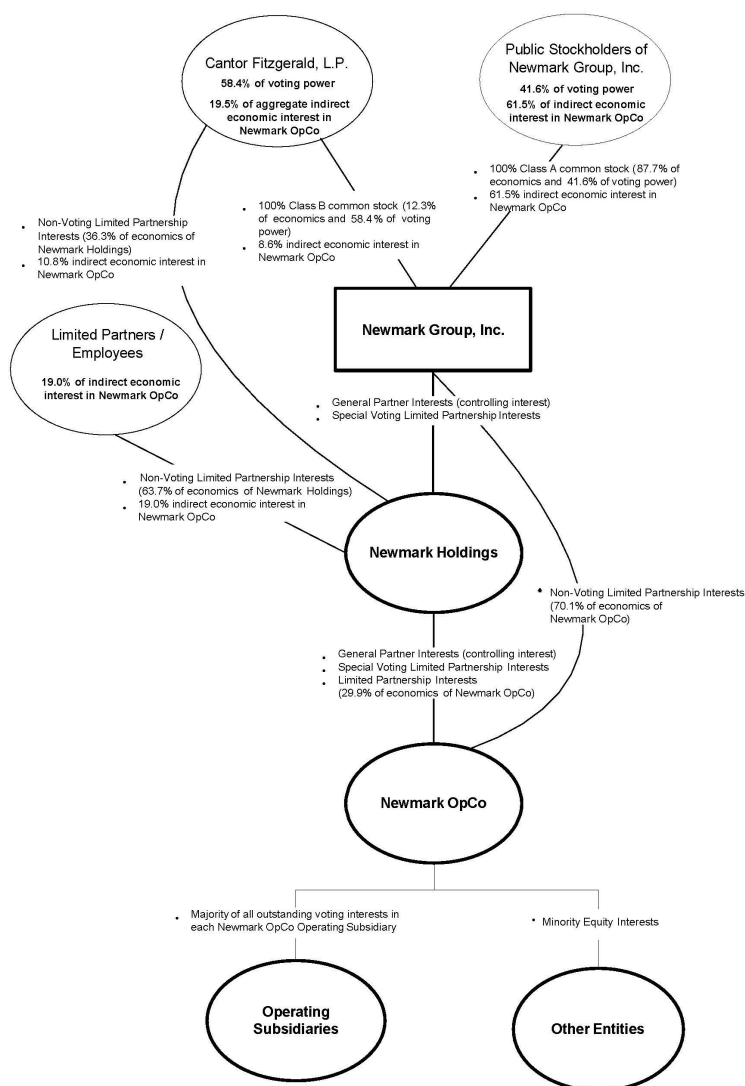 Cantor Fitzgerald, L.P.
58.4% of voting power
19.5% of aggregate indirect
economic interest in
Newmark OpCo
Public Stockholders of
Newmark Group, Inc.
41.6% of voting power
61.5% of indirect economic
interest in Newmark OpCo
• 100% Class A common stock (87.7% of
economics and 41.6% of voting power)
• 61.5% indirect economic interest in
Newmark OpCo
• 100% Class B common stock (12.3%
of economics and 58.4% of voting
power)
• 8.6% indirect economic interest in
Newmark OpCo
• Non-Voting Limited Partnership
Interests (36.3% of economics of
Newmark Holdings)
• 10.8% indirect economic interest in
Newmark OpCo
Newmark Group, Inc.
Limited Partners /
Employees
19.0% of indirect economic
interest in Newmark OpCo
• General Partner Interests (controlling interest)
• Special Voting Limited Partnership Interests
• Non-Voting Limited Partnership Interests
(63.7% of economics of Newmark Holdings)
• 19.0% indirect economic interest in
Newmark OpCo
Newmark Holdings
• Non-Voting Limited Partnership Interests
(70.1% of economics of
Newmark OpCo)
• General Partner Interests (controlling interest)
• Special Voting Limited Partnership Interests
• Limited Partnership Interests
(29.9% of economics of Newmark OpCo)
Newmark OpCo
• Majority of all outstanding voting interests in
each Newmark OpCo Operating Subsidiary
• Minority Equity Interests
Operating
Subsidiaries
Other Entities